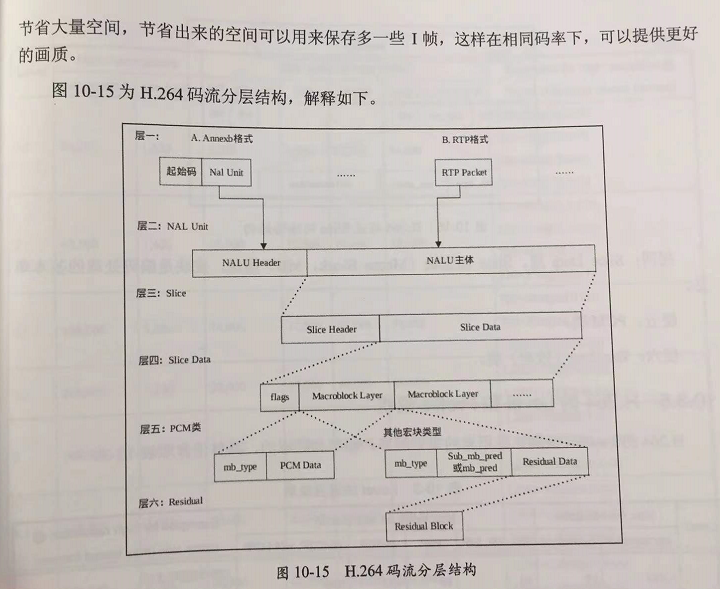 节省大量空间，节省出来的空间可以用来保存多一些 I 帧，这样在相同码率下，可以提供更好
的画质。
图 10-15 为 H.264 码流分层结构，解释如下。
层一： A. Annexb格式 B. RTP格式
起始码 Nal Unit ...... RTP Packet ......
层二：NAL Unit
NALU Header NALU主体
层三：Slice
Slice Header Slice Data
层四：Slice Data
flags Macroblock Layer Macroblock Layer ......
层五：PCM类 其他宏块类型
mb_type PCM Data mb_type Sub_mb_pred
或mb_pred Residual Data
层六：Residual
Residual Block
图 10-15 H.264 码流分层结构